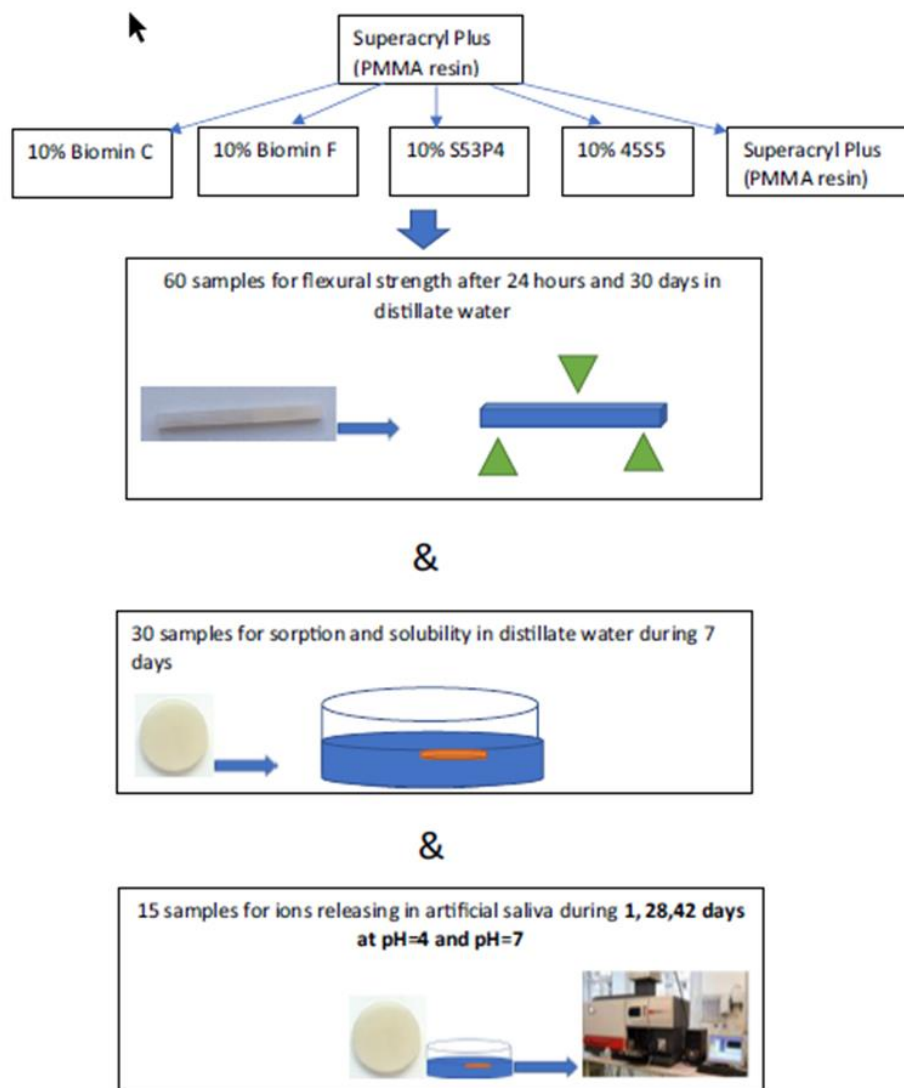 Superacryl Plus
(PMMA resin)
10% Biomin C
10% Biomin F
10% S53P4
10% 45S5
Superacryl Plus
(PMMA resin)
60 samples for flexural strength after 24 hours and 30 days in
distillate water
&
30 samples for sorption and solubility in distillate water during 7
days
&
15 samples for ions releasing in artificial saliva during 1, 28,42 days
at pH=4 and pH=7